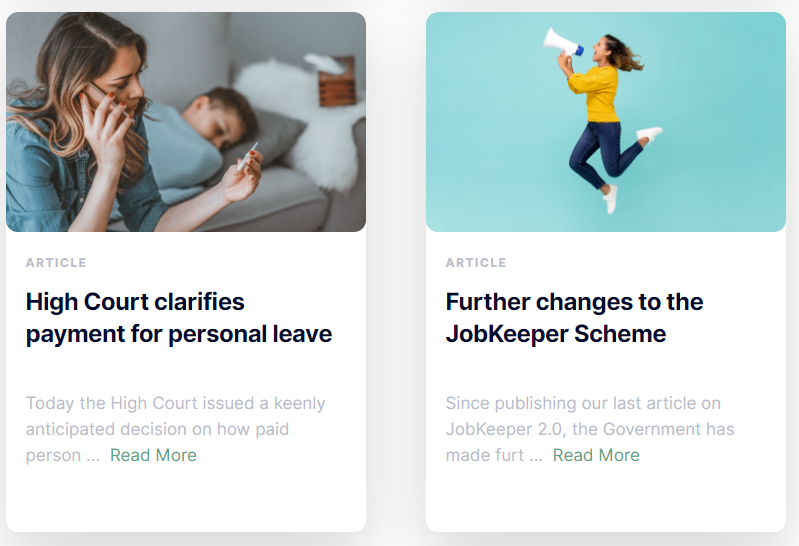 ARTICLE
High Court clarifies
payment for personal leave
Today the High Court issued a keenly
anticipated decision on how paid
person ... Read More
ARTICLE
Further changes to the
JobKeeper Scheme
Since publishing our last article on
JobKeeper 2.0, the Government has
made furt ... Read More